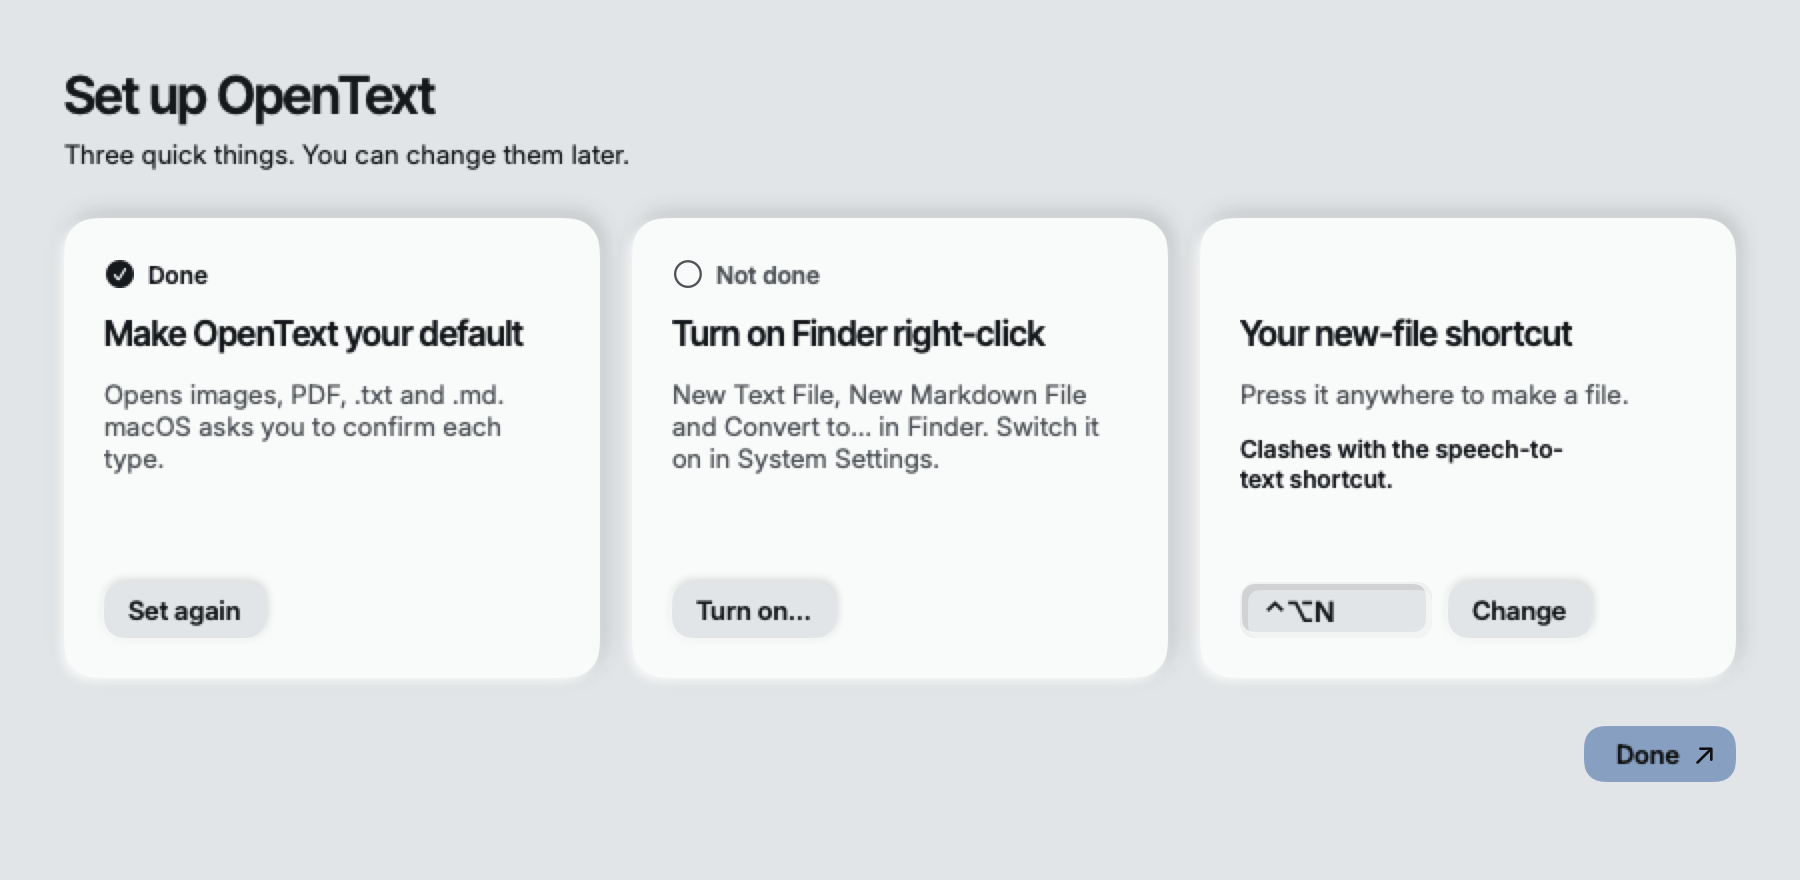 Set up OpenText
Three quick things. You can change them later.
Done
Make OpenText your default
Opens images, PDF, .txt and .md.
macOS asks you to confirm each
type.
Set again
Not done
Turn on Finder right-click
New Text File, New Markdown File
and Convert to... in Finder. Switch it
on in System Settings.
Turn on...
Your new-file shortcut
Press it anywhere to make a file.
Clashes with the speech-to-
text shortcut.
^⌥N
Change
Done ↗